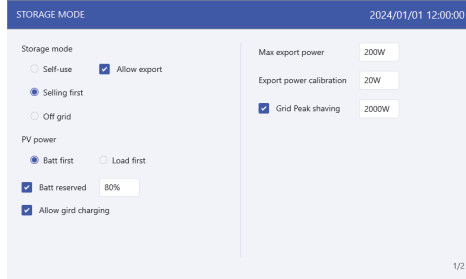 STORAGE MODE 2024/01/01 12:00:00
Storage mode
Self-use Allow export
Selling first
Off grid
PV power
Batt first Load first
Batt reserved 80%
Allow gird charging
Max export power 200W
Export power calibration 20W
Grid Peak shaving 2000W
1/2